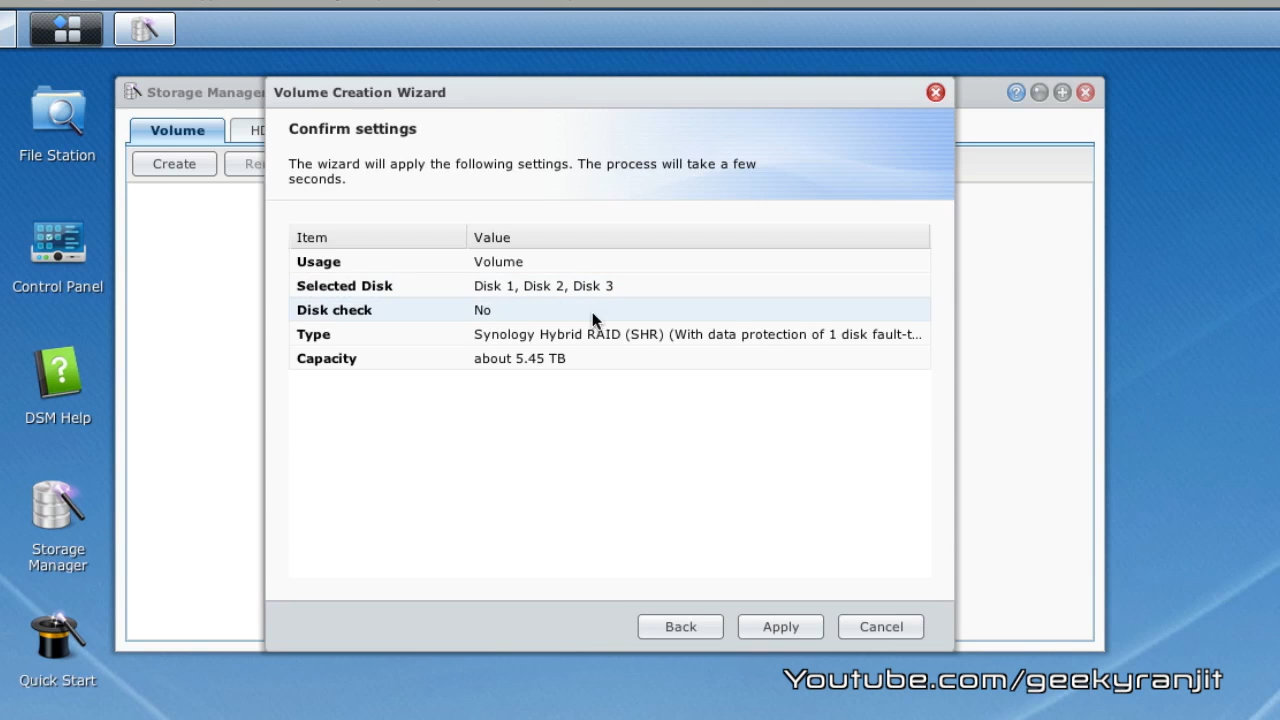 Storage Manager
Volume Creation Wizard
Volume
Confirm settings
Create
The wizard will apply the following settings. The process will take a few
seconds.
Item Value
Usage Volume
Selected Disk Disk 1, Disk 2, Disk 3
Disk check No
Type Synology Hybrid RAID (SHR) (With data protection of 1 disk fault-t...
Capacity about 5.45 TB
Back Apply Cancel
File Station
Control Panel
DSM Help
Storage
Manager
Quick Start
Youtube.com/geekyranjit